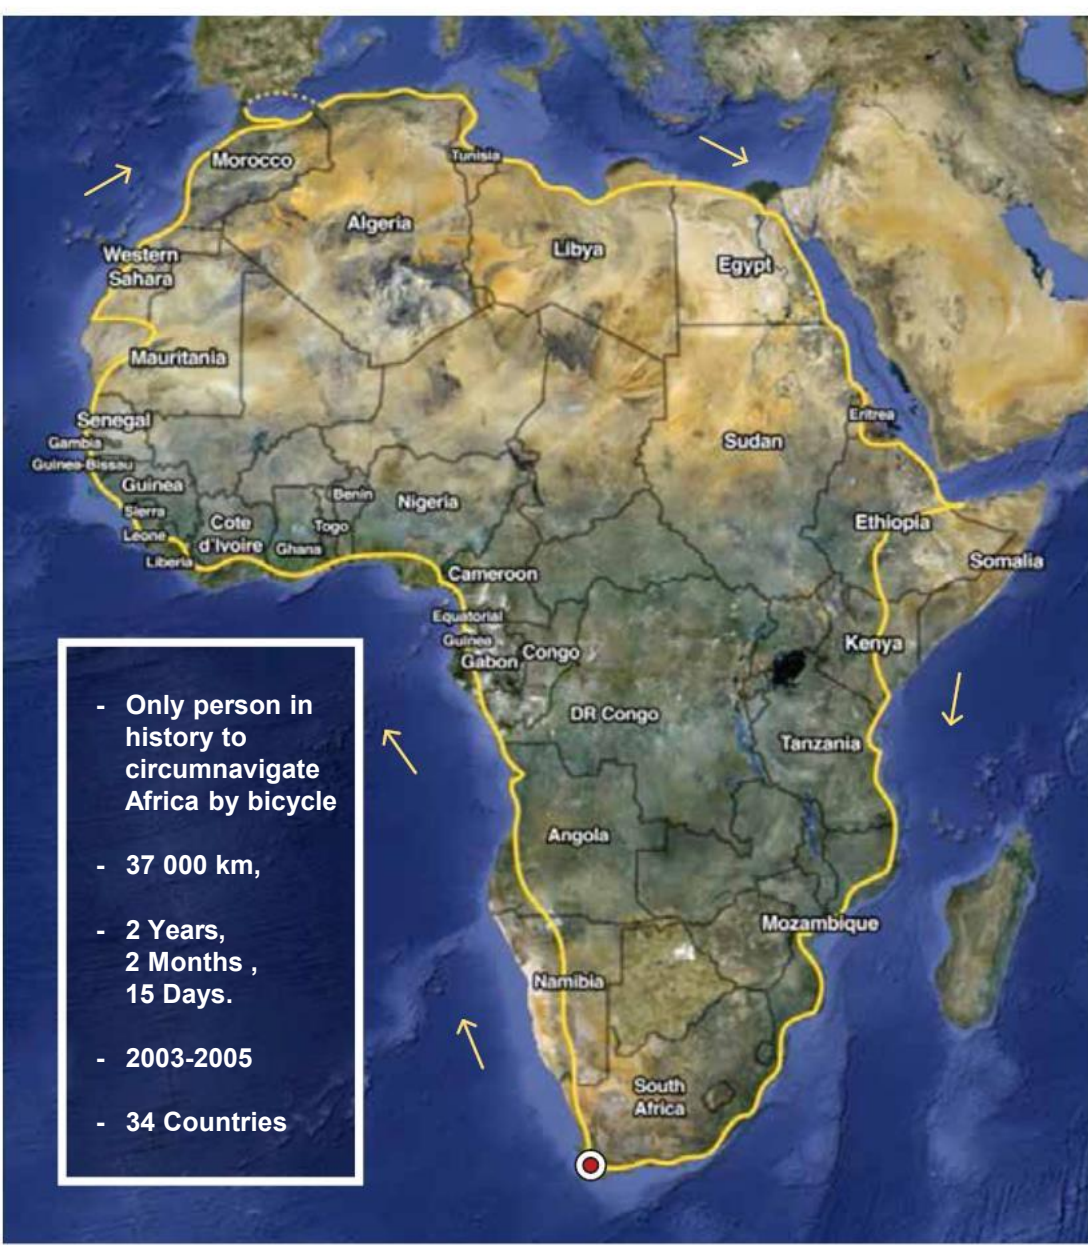 Morocco
Tunisia
Algeria
Libya
Egypt
Western
Sahara
Mauritania
Senegal
Gambia
Guinea-Bissau
Guinea
Sierra
Leone
Liberia
Cote
d'Ivoire
Ghana
Togo
Benin
Nigeria
Sudan
Eritrea
Ethiopia
Somalia
Cameroon
Equatorial
Guinea
Gabon
Congo
Kenya
DR Congo
Tanzania
Angola
Mozambique
Namibia
South
Africa
- Only person in
history to
circumnavigate
Africa by bicycle
- 37 000 km,
- 2 Years,
2 Months ,
15 Days.
- 2003-2005
- 34 Countries